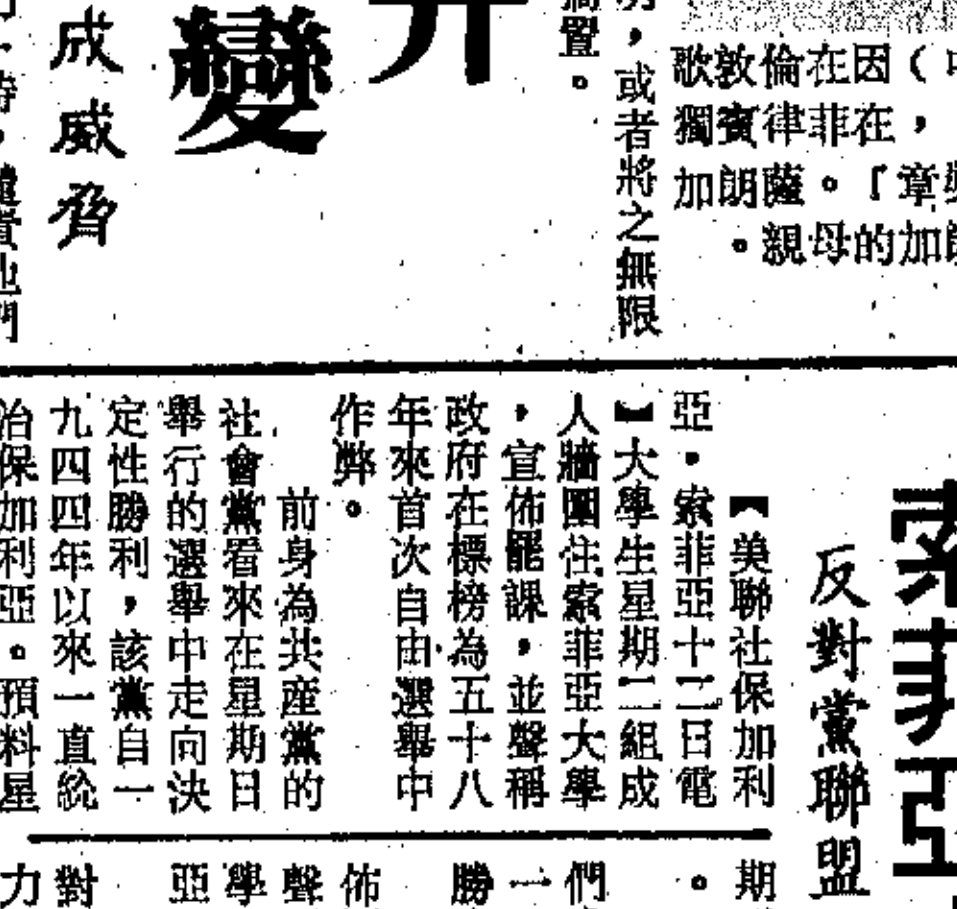 歌敦倫在因（
獨賓律菲在，
加朗薩。「章
。親母的加
，或者將之無限
置。
變
成威脅
索菲亞
反對黨聯盟
【美聯社保加利
亞．索菲亞十二日電
】大學生星期二組成
人牆圍住索菲亞大學
，宣佈罷課，並聲稱
政府在標榜為五十八
年來首次自由選舉中
作弊。
前身為共產黨的
社會黨看來在星期日
舉行的選舉中走向決
定性勝利，該黨自一
九四四年以來一直統
治保加利亞。預料星
期
。
們
一
勝
佈
聲
學
亞
對
力